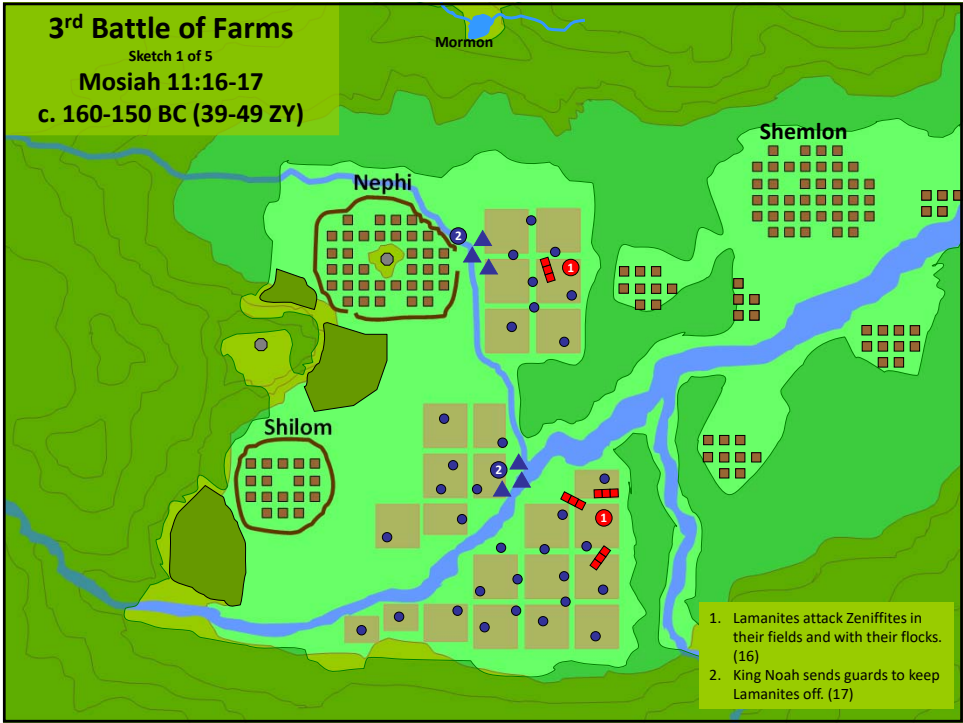 3rd Battle of Farms
Sketch 1 of 5
Mosiah 11:16-17
c. 160-150 BC (39-49 ZY)
Mormon
Shemlon
Nephi
2
1
Shilom
2
1
1. Lamanites attack Zeniffites in
their fields and with their flocks.
(16)
2. King Noah sends guards to keep
Lamanites off. (17)